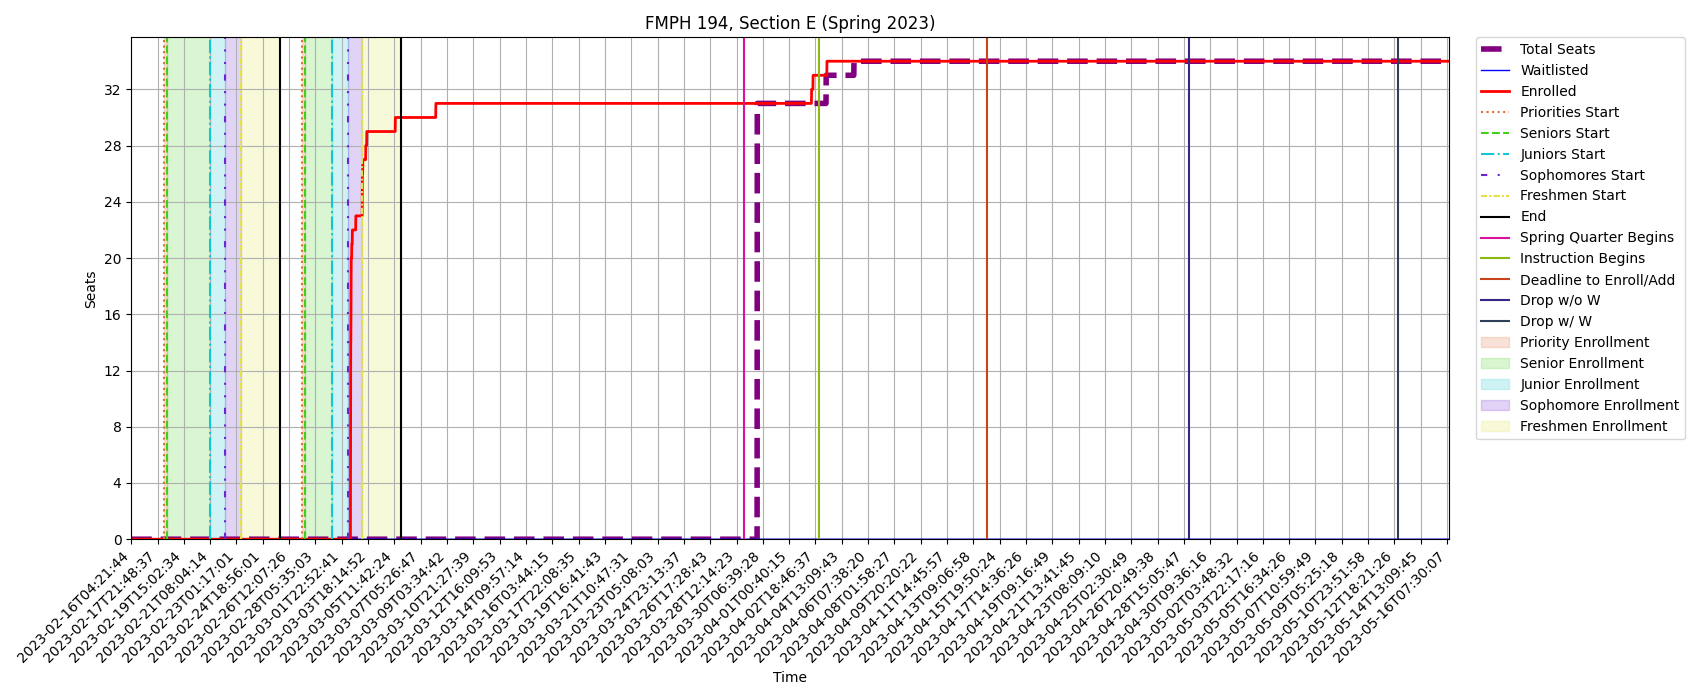 FMPH 194, Section E (Spring 2023)
Seats
32
28
24
20
16
12
8
4
0
2023-02-16T04:21:44
2023-02-17T21:48:37
2023-02-19T15:02:34
2023-02-21T08:04:14
2023-02-23T01:17:01
2023-02-24T18:56:01
2023-02-26T12:07:26
2023-02-28T05:35:03
2023-03-01T22:52:41
2023-03-03T18:14:52
2023-03-05T11:42:24
2023-03-07T05:26:47
2023-03-09T03:34:42
2023-03-10T21:27:39
2023-03-12T16:09:53
2023-03-14T09:57:14
2023-03-16T03:44:15
2023-03-17T22:08:35
2023-03-19T16:41:43
2023-03-21T10:47:31
2023-03-23T05:08:03
2023-03-24T23:13:37
2023-03-26T17:28:43
2023-03-28T12:14:23
2023-03-30T06:39:28
2023-04-01T00:40:15
2023-04-02T18:46:37
2023-04-04T13:09:43
2023-04-06T07:38:20
2023-04-08T01:58:27
2023-04-09T20:20:22
2023-04-11T14:45:57
2023-04-13T09:06:58
2023-04-15T19:50:24
2023-04-17T14:36:26
2023-04-19T09:16:49
2023-04-21T13:41:45
2023-04-23T08:09:10
2023-04-25T02:30:49
2023-04-26T20:49:38
2023-04-28T15:05:47
2023-04-30T09:36:16
2023-05-02T03:48:32
2023-05-03T22:17:16
2023-05-05T16:34:26
2023-05-07T10:59:49
2023-05-09T05:25:18
2023-05-10T23:51:58
2023-05-12T18:21:26
2023-05-14T13:09:45
2023-05-16T07:30:07
Time
Total Seats
Waitlisted
Enrolled
Priorities Start
Seniors Start
Juniors Start
Sophomores Start
Freshmen Start
End
Spring Quarter Begins
Instruction Begins
Deadline to Enroll/Add
Drop w/o W
Drop w/ W
Priority Enrollment
Senior Enrollment
Junior Enrollment
Sophomore Enrollment
Freshmen Enrollment